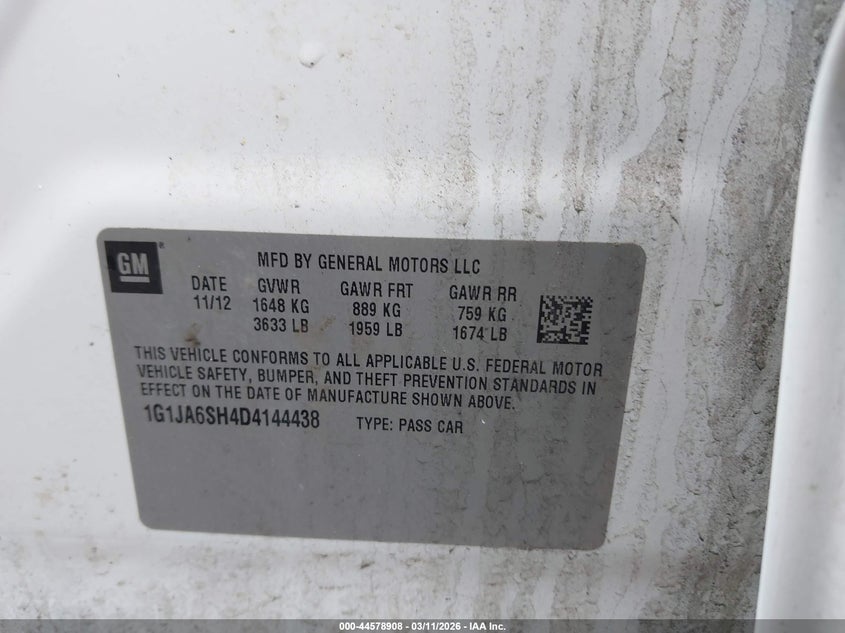 GM®
MFD BY GENERAL MOTORS LLC
DATE GVWR GAWR FRT GAWR RR
11/12 1648 KG 889 KG 759 KG
3633 LB 1959 LB 1674 LB
THIS VEHICLE CONFORMS TO ALL APPLICABLE U.S. FEDERAL MOTOR
VEHICLE SAFETY, BUMPER, AND THEFT PREVENTION STANDARDS IN
EFFECT ON THE DATE OF MANUFACTURE SHOWN ABOVE.
1G1JA6SH4D4144438 TYPE: PASS CAR
000-44578908 - 03/11/2026 - IAA Inc.